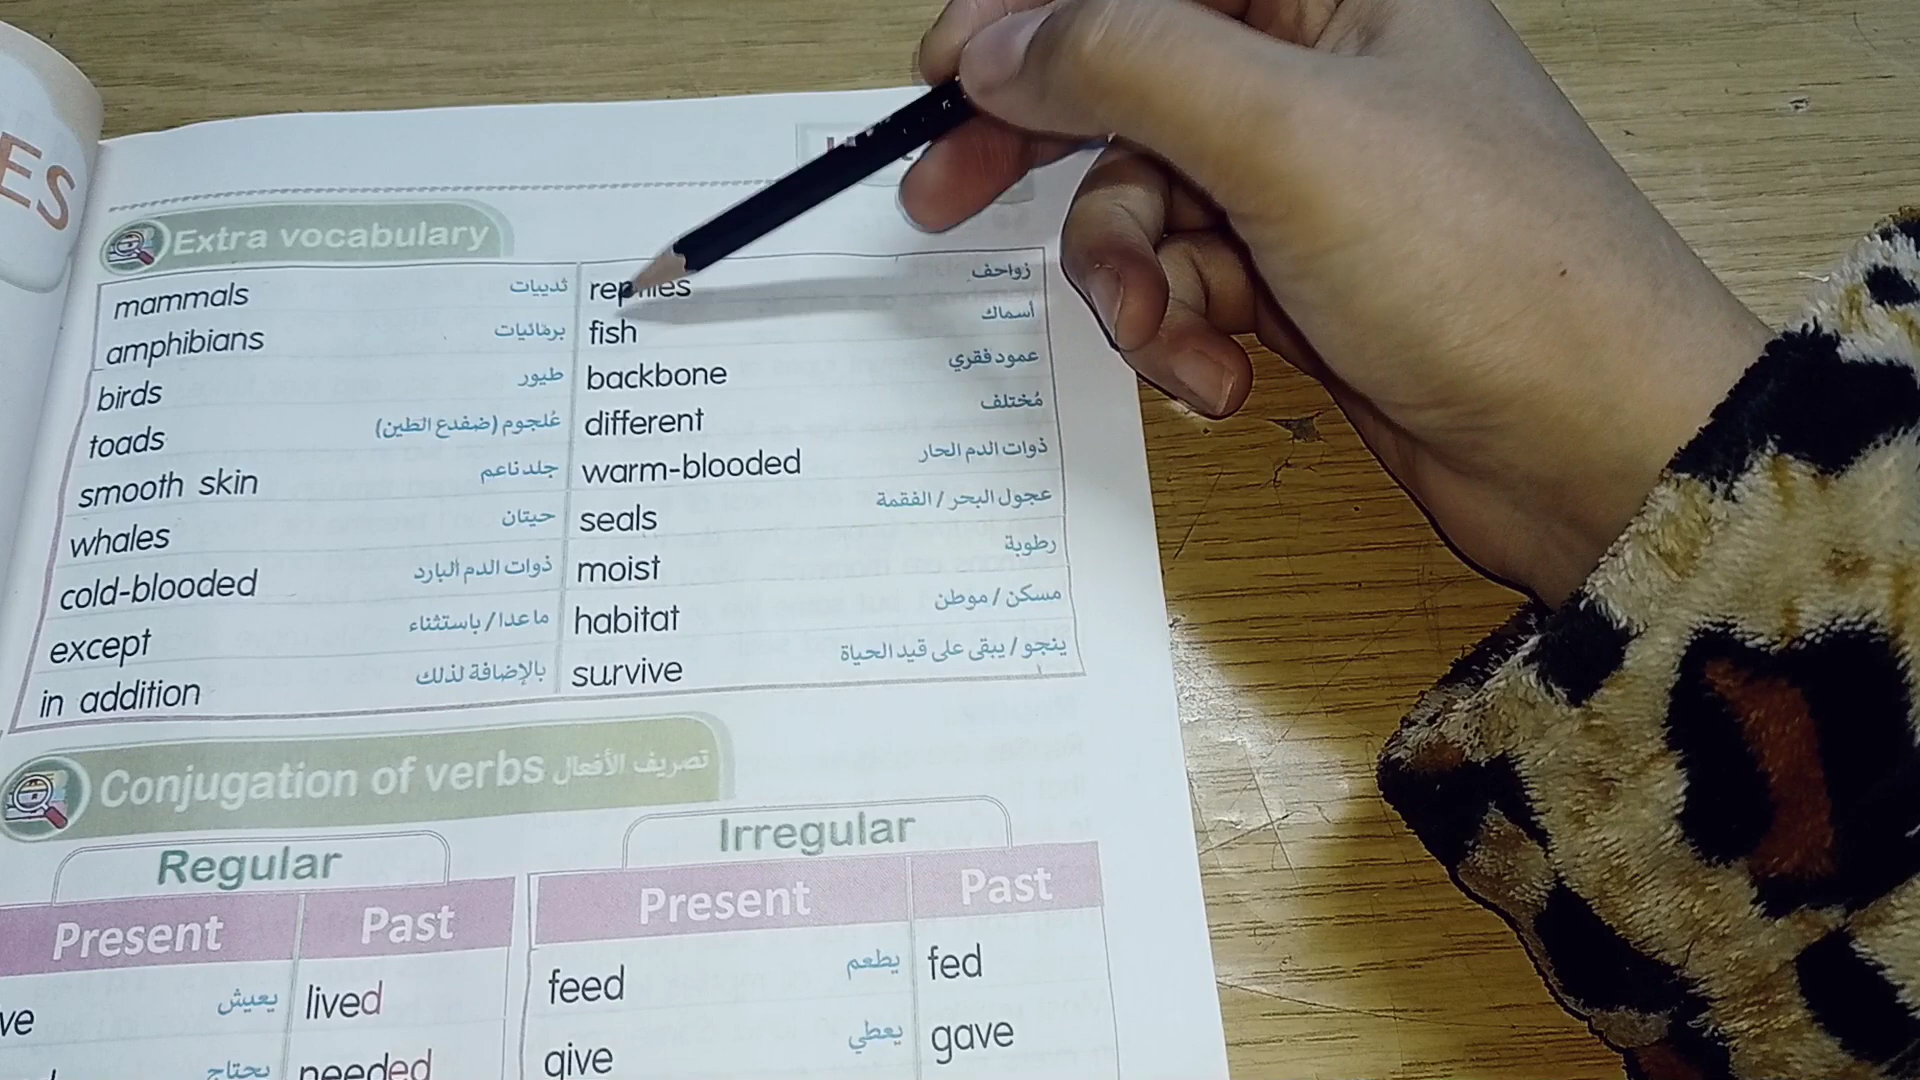 ES
Extra vocabulary
mammals ثدييات reptiles زواحف
amphibians برمائيات fish أسماك
birds طيور backbone عمود فقري
toads عُلجوم (ضفدع الطين) different مُختلف
smooth skin جلد ناعم warm-blooded ذوات الدم الحار
whales حيتان seals عجول البحر / الفقمة
cold-blooded ذوات الدم البارد moist رطوبة
except ما عدا / باستثناء habitat مسكن / موطن
in addition بالإضافة لذلك survive ينجو / يبقى على قيد الحياة
Conjugation of verbs تصريف الأفعال
Regular Irregular
Present Past Present Past
ve يعيش lived feed يطعم fed
يحتاج needed give يعطي gave